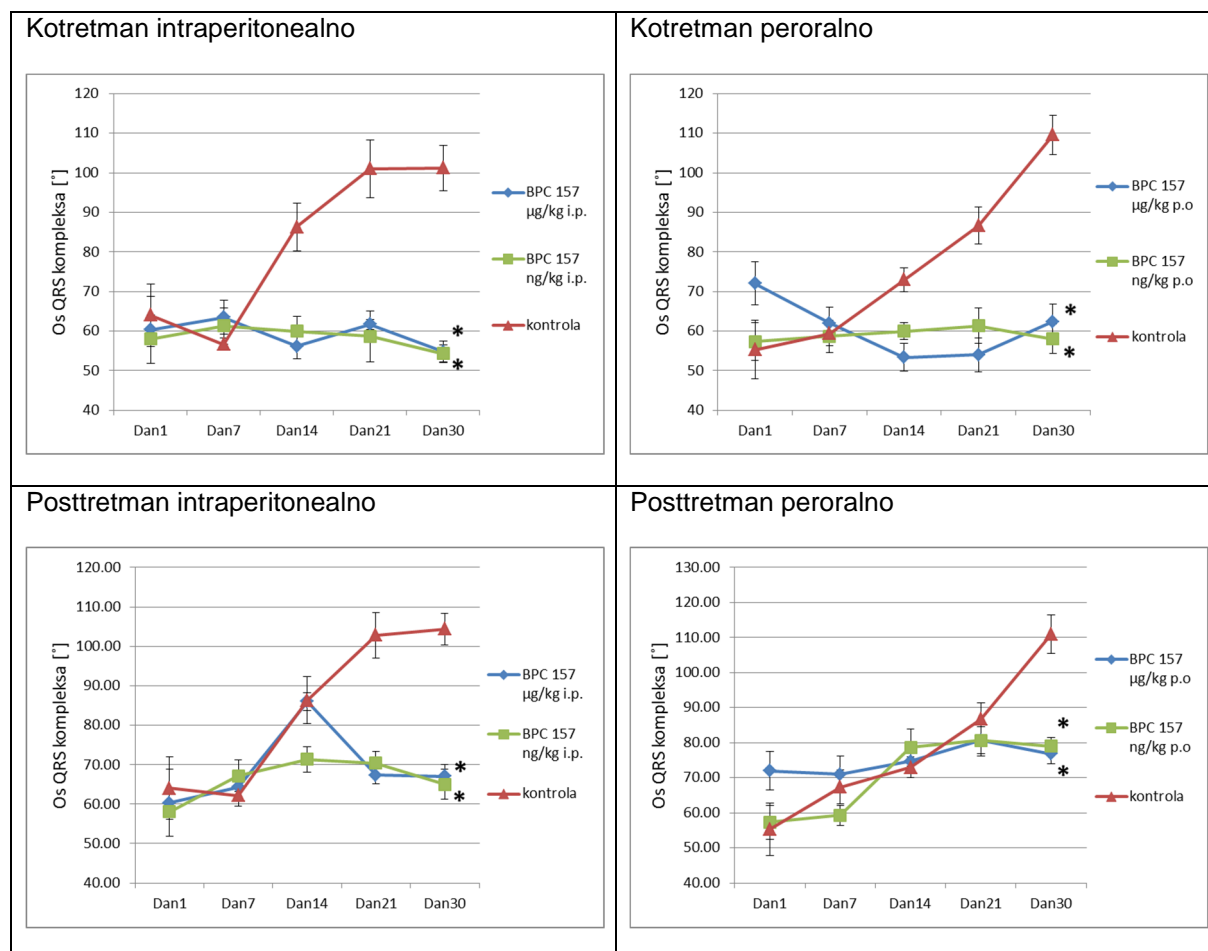 Kotretman intraperitonealno
Os QRS kompleksa [˚]
120
110
100
90
80
70
60
50
40
Dan1 Dan7 Dan14 Dan21 Dan30
BPC 157
µg/kg i.p.
BPC 157
ng/kg i.p.
kontrola
*
*
Kotretman peroralno
Os QRS kompleksa [˚]
120
110
100
90
80
70
60
50
40
Dan1 Dan7 Dan14 Dan21 Dan30
BPC 157
µg/kg p.o
BPC 157
ng/kg p.o
kontrola
*
*
Posttretman intraperitonealno
Os QRS kompleksa [˚]
120.00
110.00
100.00
90.00
80.00
70.00
60.00
50.00
40.00
Dan1 Dan7 Dan14 Dan21 Dan30
BPC 157
µg/kg i.p.
BPC 157
ng/kg i.p.
kontrola
*
*
Posttretman peroralno
Os QRS kompleksa [˚]
130.00
120.00
110.00
100.00
90.00
80.00
70.00
60.00
50.00
40.00
Dan1 Dan7 Dan14 Dan21 Dan30
BPC 157
µg/kg p.o
BPC 157
ng/kg p.o
kontrola
*
*